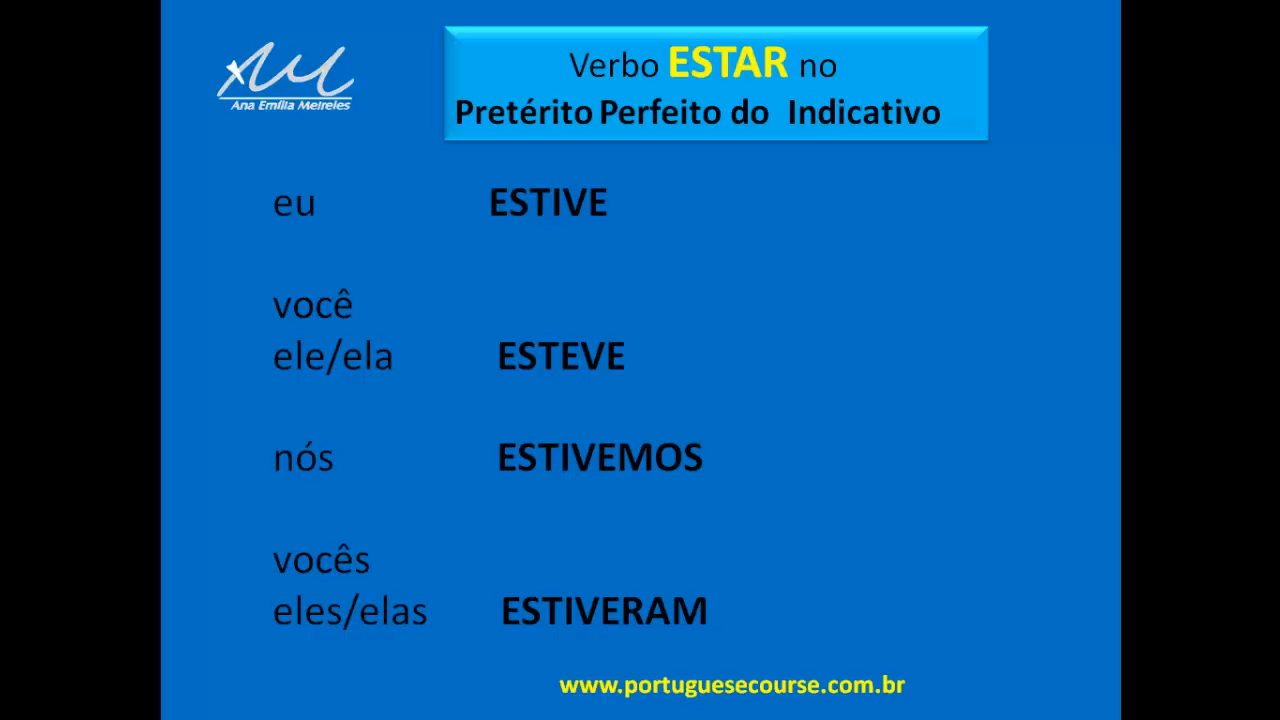 Ana Emília Meireles
Verbo ESTAR no
Pretérito Perfeito do Indicativo
eu ESTIVE
você
ele/ela ESTEVE
nós ESTIVEMOS
vocês
eles/elas ESTIVERAM
www.portuguesecourse.com.br